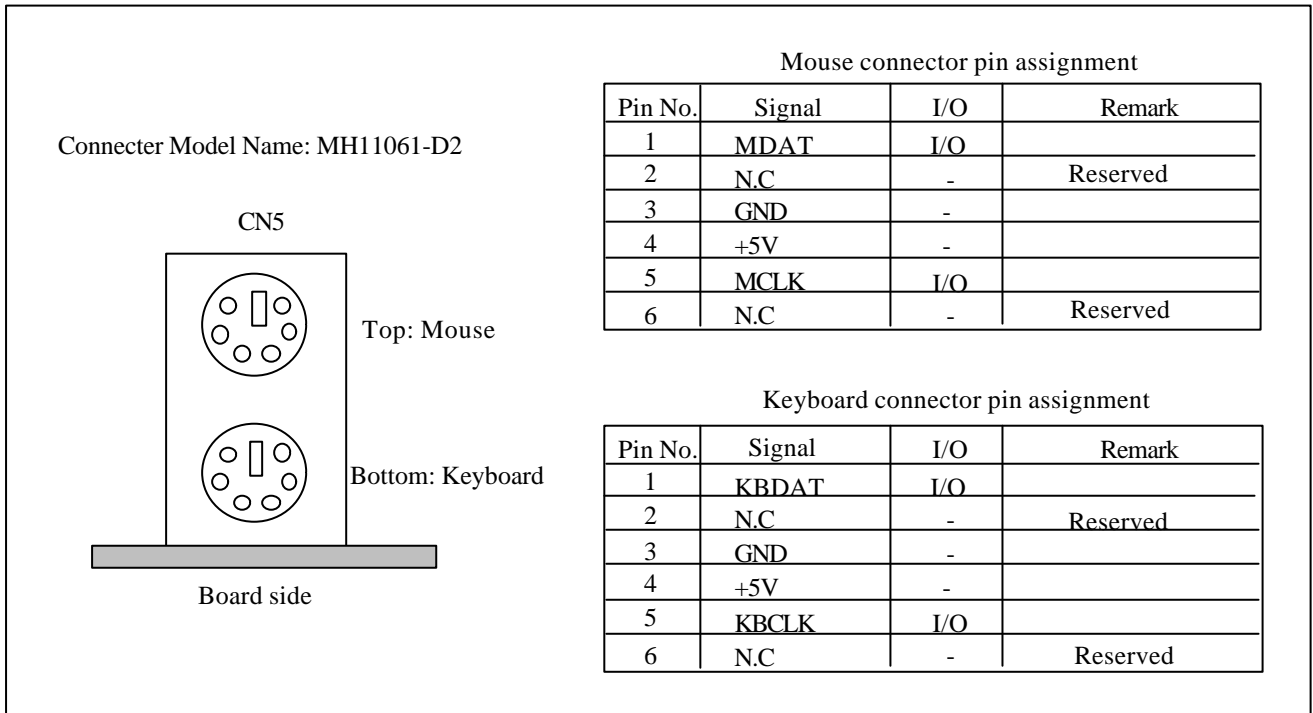 Connecter Model Name: MH11061-D2
CN5
Top: Mouse
Bottom: Keyboard
Board side
Mouse connector pin assignment
Pin No. Signal I/O Remark
1 MDAT I/O
2 N.C - Reserved
3 GND -
4 +5V -
5 MCLK I/O
6 N.C - Reserved
Keyboard connector pin assignment
Pin No. Signal I/O Remark
1 KBDAT I/O
2 N.C - Reserved
3 GND -
4 +5V -
5 KBCLK I/O
6 N.C - Reserved